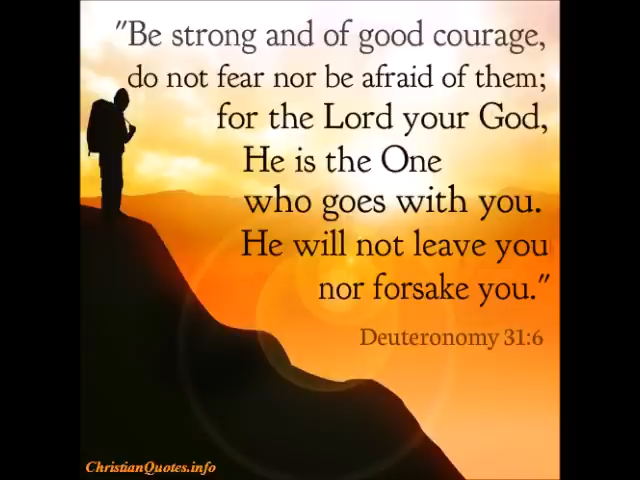 "Be strong and of good courage,
do not fear nor be afraid of them;
for the Lord your God,
He is the One
who goes with you.
He will not leave you
nor forsake you."
Deuteronomy 31:6
ChristianQuotes.info